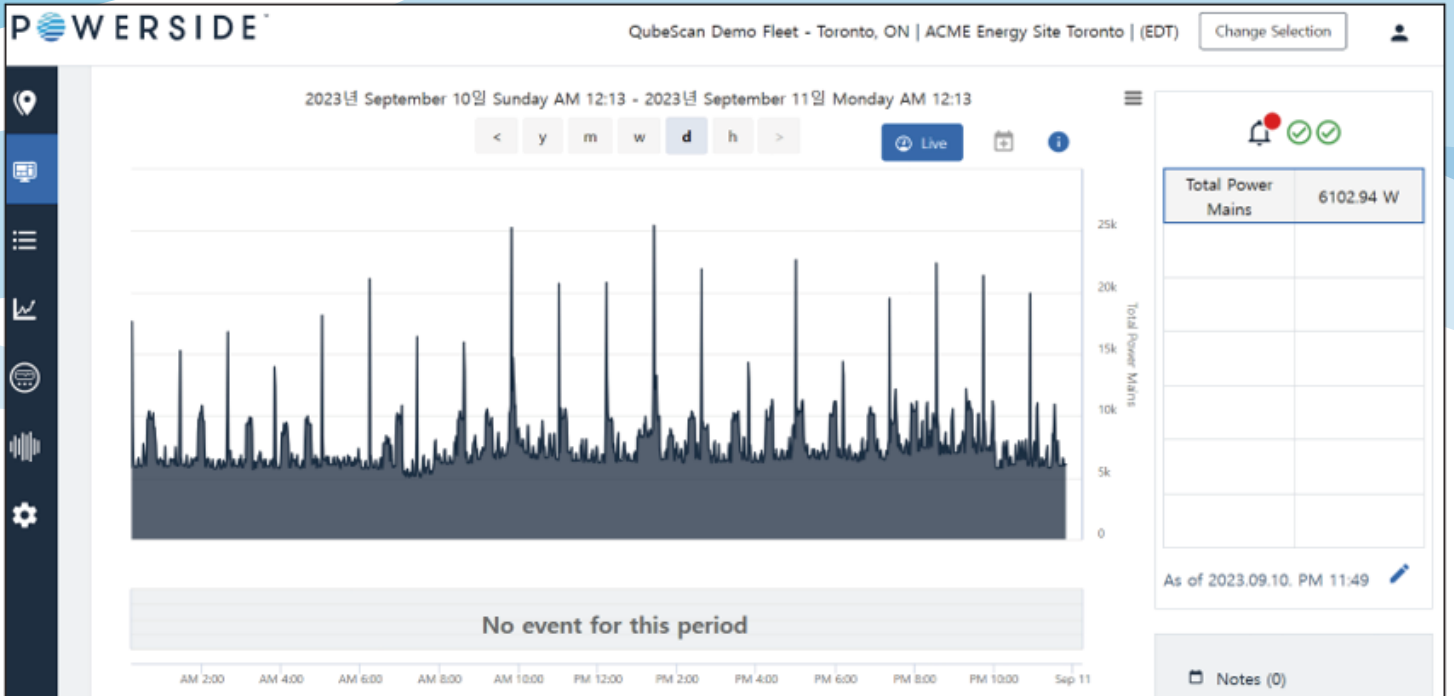 POWERSIDE
QubeScan Demo Fleet - Toronto, ON | ACME Energy Site Toronto | (EDT)
Change Selection
2023년 September 10일 Sunday AM 12:13 - 2023년 September 11일 Monday AM 12:13
< y m w d h >
Live
Total Power Mains
6102.94 W
25k
20k
15k
10k
5k
0
Total Power Mains
As of 2023.09.10. PM 11:49
No event for this period
AM 2:00 AM 4:00 AM 6:00 AM 8:00 AM 10:00 PM 12:00 PM 2:00 PM 4:00 PM 6:00 PM 8:00 PM 10:00 Sep 11
Notes (0)